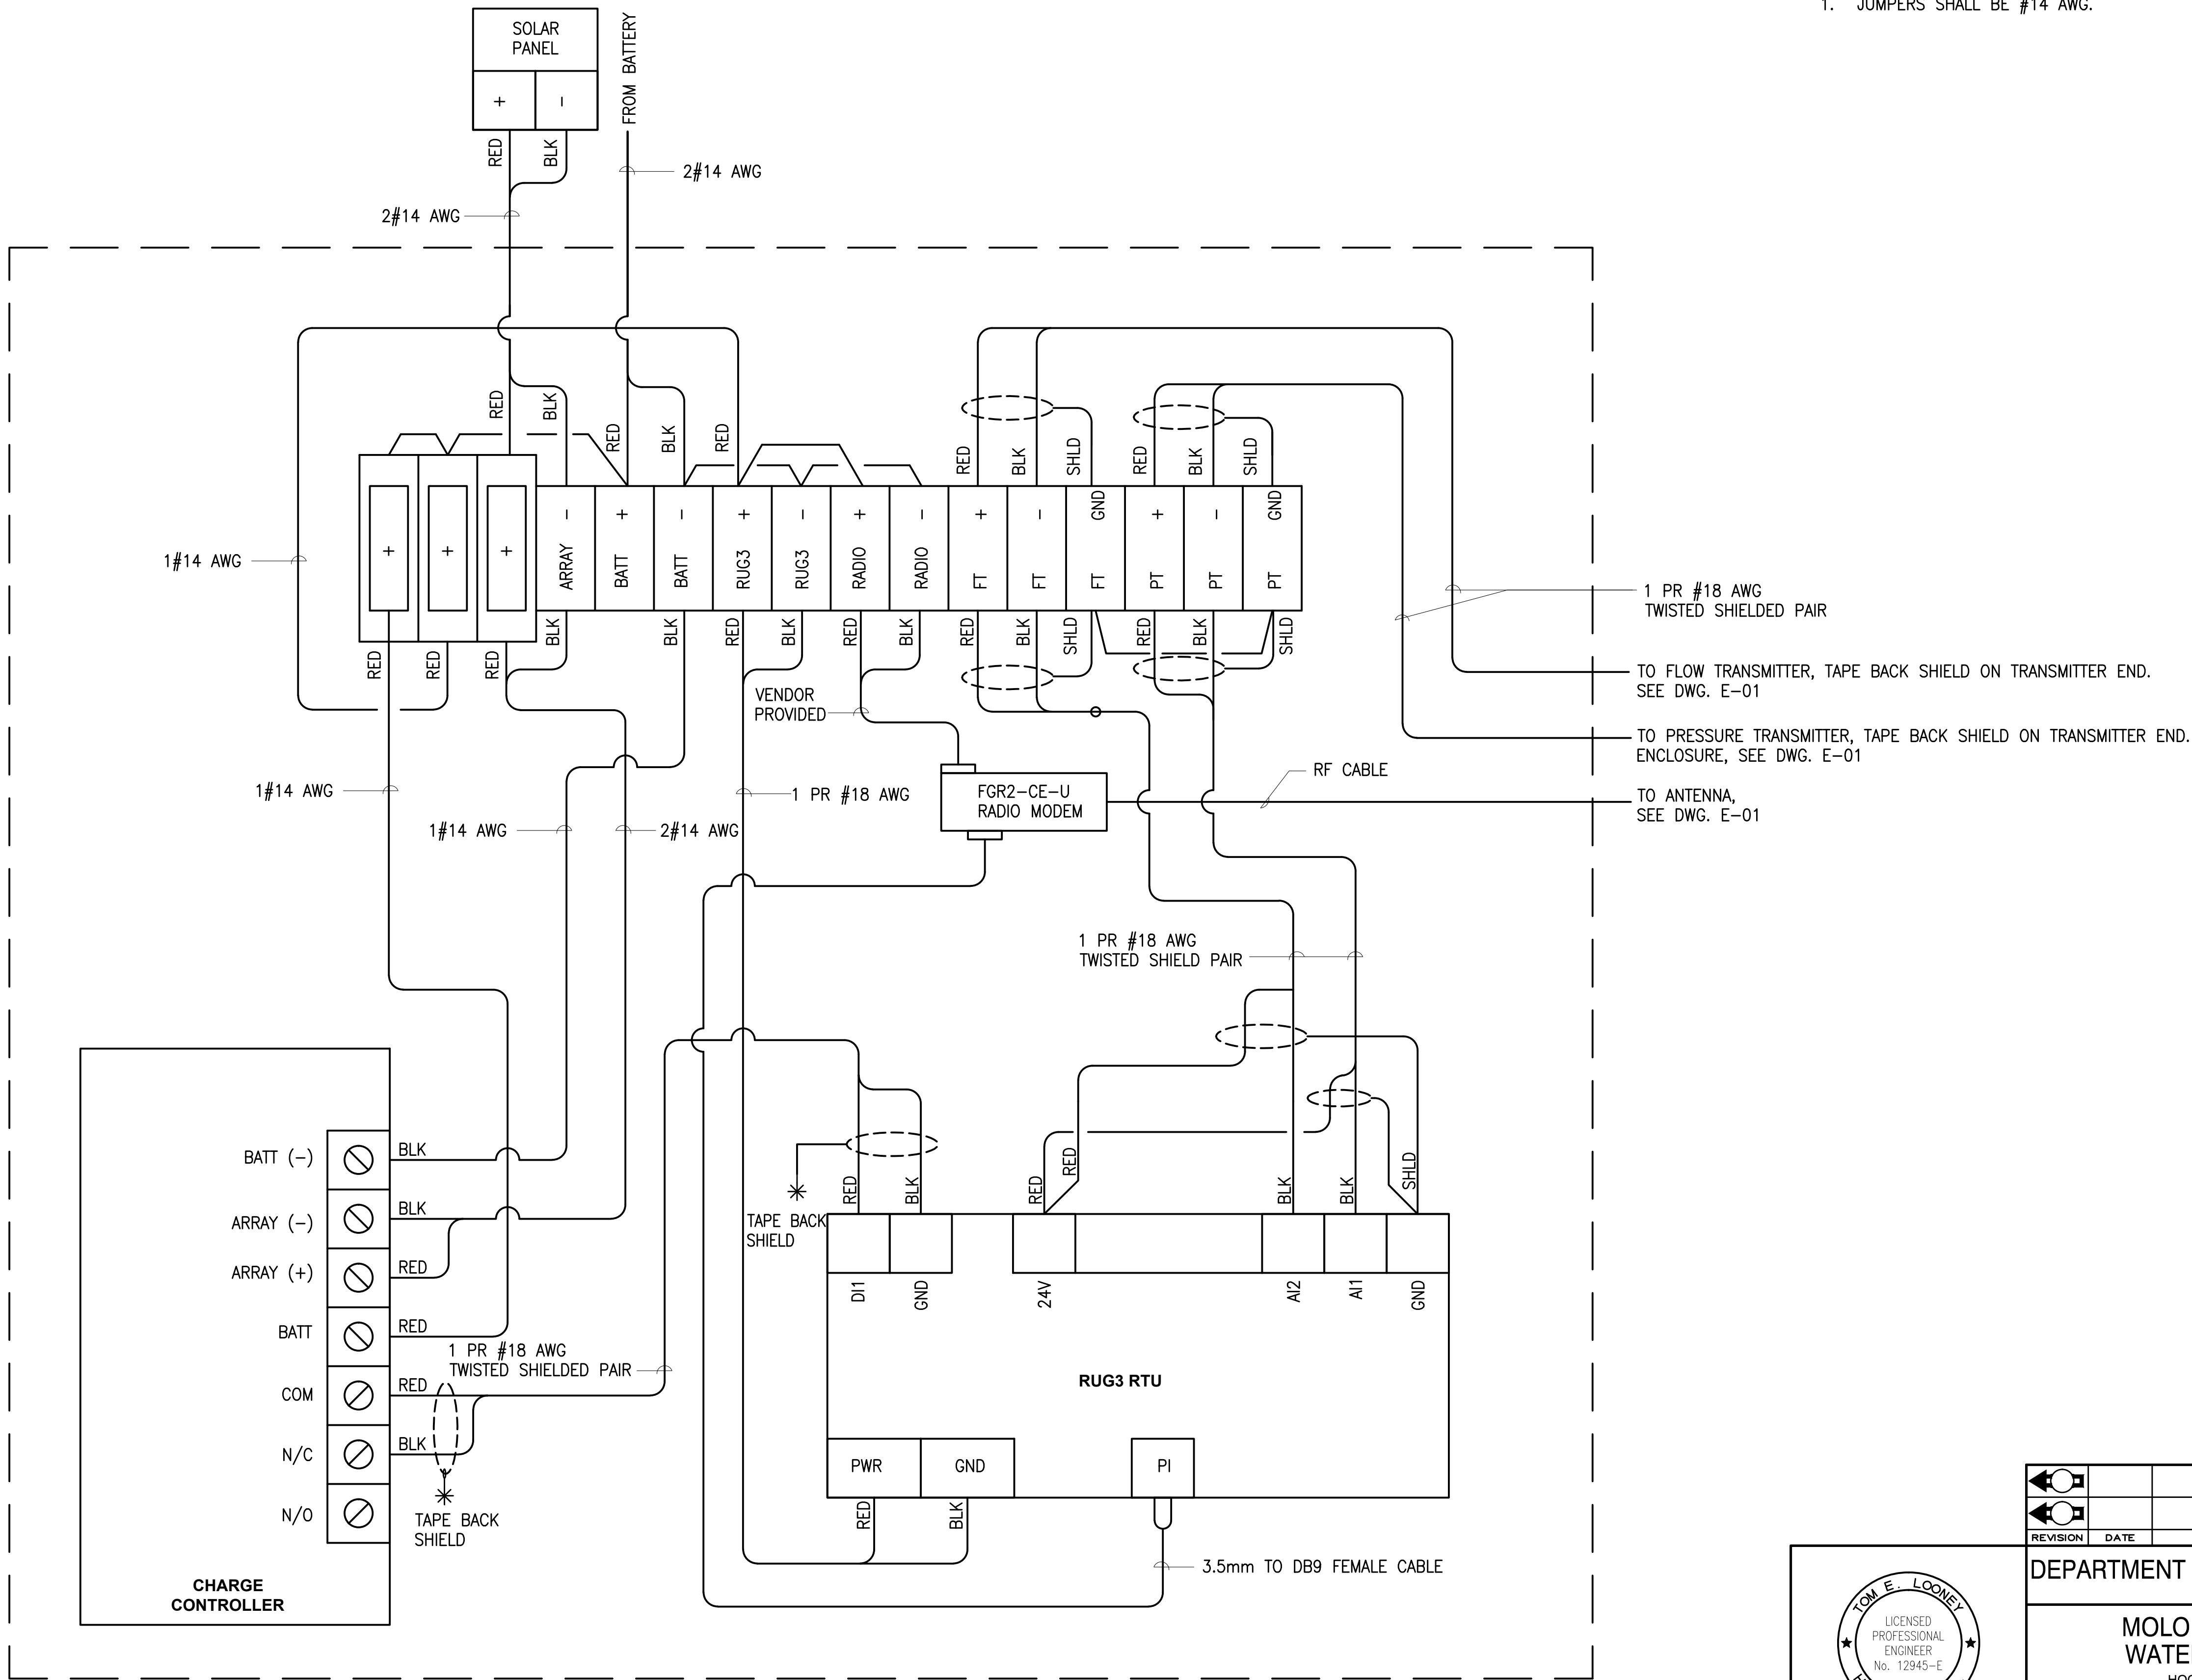 1. JUMPERS SHALL BE #14 AWG.
SOLAR
PANEL
+ -
FROM BATTERY
RED BLK
2#14 AWG
2#14 AWG
RED BLK RED BLK RED
RED BLK SHLD RED BLK SHLD
1#14 AWG
+ + +
ARRAY -
BATT +
BATT -
RUG3 +
RUG3 -
RADIO +
RADIO -
FT +
FT -
FT GND
PT +
PT -
PT GND
1 PR #18 AWG
TWISTED SHIELDED PAIR
RED RED RED BLK BLK RED BLK RED BLK RED BLK SHLD RED BLK SHLD
TO FLOW TRANSMITTER, TAPE BACK SHIELD ON TRANSMITTER END.
SEE DWG. E-01
VENDOR
PROVIDED
TO PRESSURE TRANSMITTER, TAPE BACK SHIELD ON TRANSMITTER END.
ENCLOSURE, SEE DWG. E-01
RF CABLE
1#14 AWG
1 PR #18 AWG
FGR2-CE-U
RADIO MODEM
TO ANTENNA,
SEE DWG. E-01
1#14 AWG
2#14 AWG
1 PR #18 AWG
TWISTED SHIELD PAIR
BATT (-)
BLK
ARRAY (-)
BLK
ARRAY (+)
RED
BATT
RED
COM
RED
N/C
BLK
N/O
1 PR #18 AWG
TWISTED SHIELDED PAIR
TAPE BACK
SHIELD
CHARGE
CONTROLLER
TAPE BACK
SHIELD
RED BLK RED RED BLK BLK SHLD
DI1 GND 24V AI2 AI1 GND
RUG3 RTU
PWR GND PI
RED BLK
3.5mm TO DB9 FEMALE CABLE
REVISION DATE
DEPARTMENT
MOLO
WATE
TOM E. LOONEY
LICENSED
PROFESSIONAL
ENGINEER
No. 12945-E